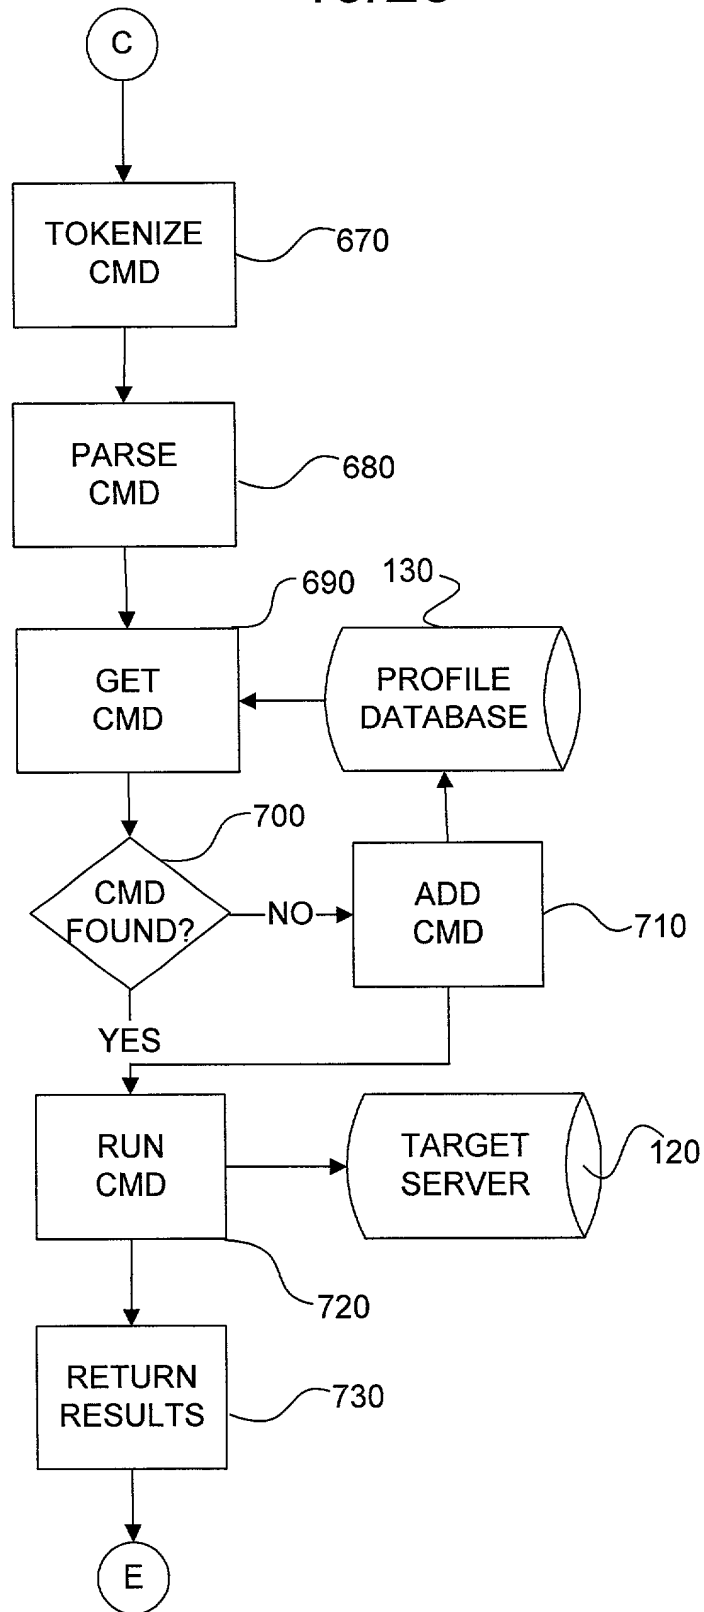 C
TOKENIZE
CMD
670
PARSE
CMD
680
690
130
GET
CMD
PROFILE
DATABASE
700
CMD
FOUND?
NO
ADD
CMD
710
YES
RUN
CMD
TARGET
SERVER
120
720
RETURN
RESULTS
730
E